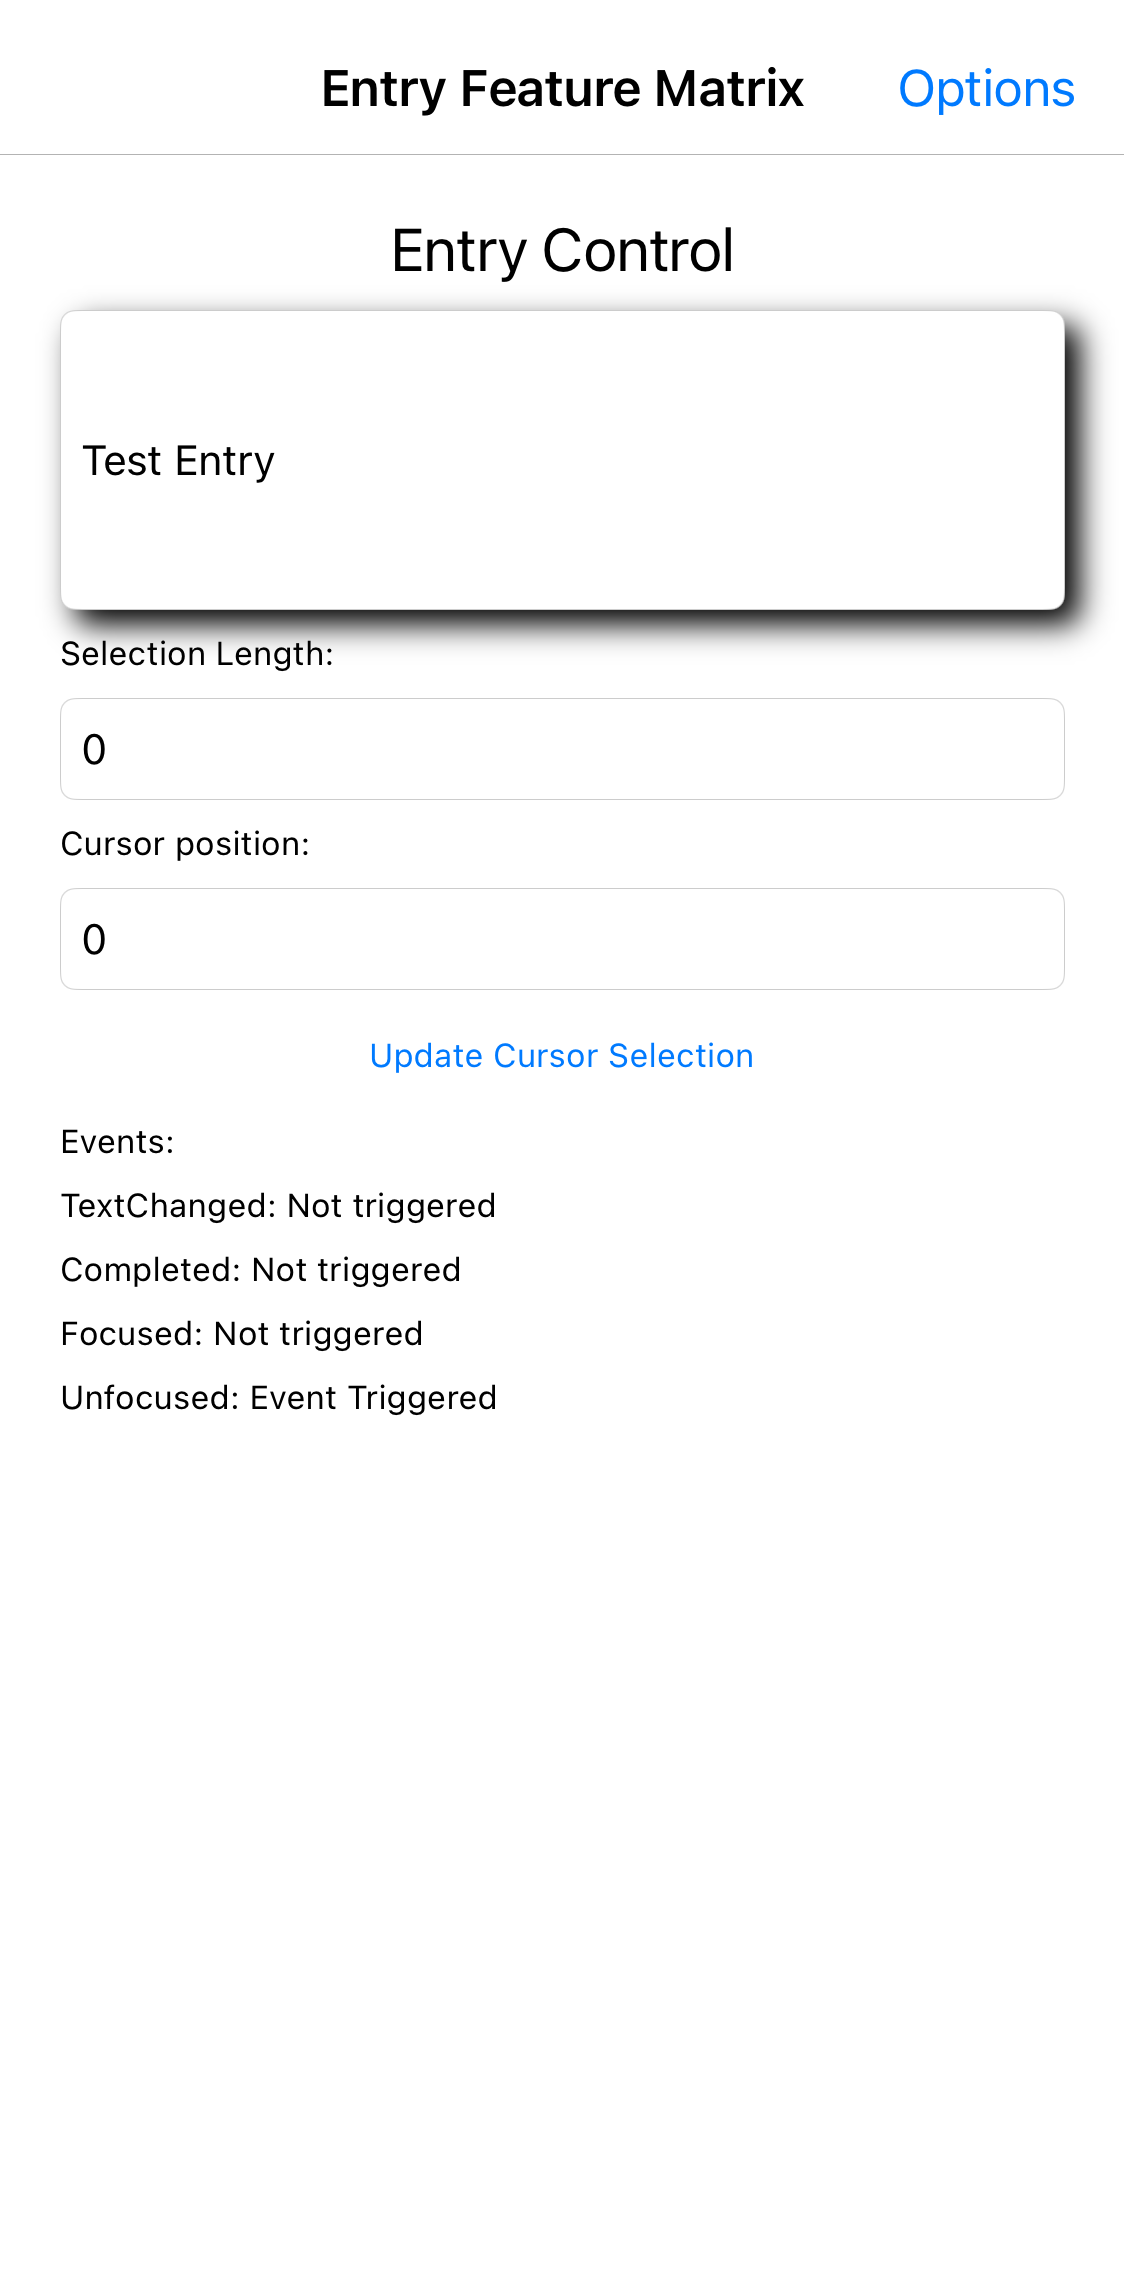 Entry Feature Matrix
Options
Entry Control
Test Entry
Selection Length:
0
Cursor position:
0
Update Cursor Selection
Events:
TextChanged: Not triggered
Completed: Not triggered
Focused: Not triggered
Unfocused: Event Triggered